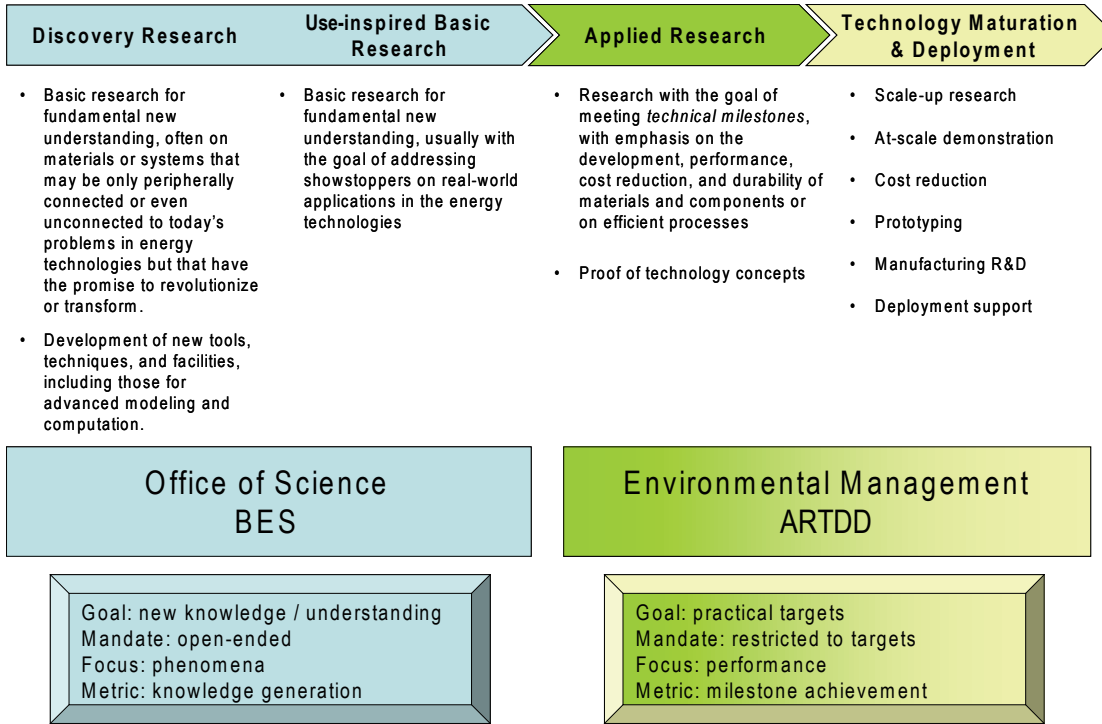 Discovery Research
Use-inspired Basic
Research
Applied Research
Technology Maturation
& Deployment
• Basic research for
fundamental new
understanding, often on
materials or systems that
may be only peripherally
connected or even
unconnected to today's
problems in energy
technologies but that have
the promise to revolutionize
or transform.
• Development of new tools,
techniques, and facilities,
including those for
advanced modeling and
computation.
• Basic research for
fundamental new
understanding, usually with
the goal of addressing
showstoppers on real-world
applications in the energy
technologies
• Research with the goal of
meeting technical milestones,
with emphasis on the
development, performance,
cost reduction, and durability of
materials and components or
on efficient processes
• Proof of technology concepts
• Scale-up research
• At-scale demonstration
• Cost reduction
• Prototyping
• Manufacturing R&D
• Deployment support
Office of Science
BES
Environmental Management
ARTDD
Goal: new knowledge / understanding
Mandate: open-ended
Focus: phenomena
Metric: knowledge generation
Goal: practical targets
Mandate: restricted to targets
Focus: performance
Metric: milestone achievement